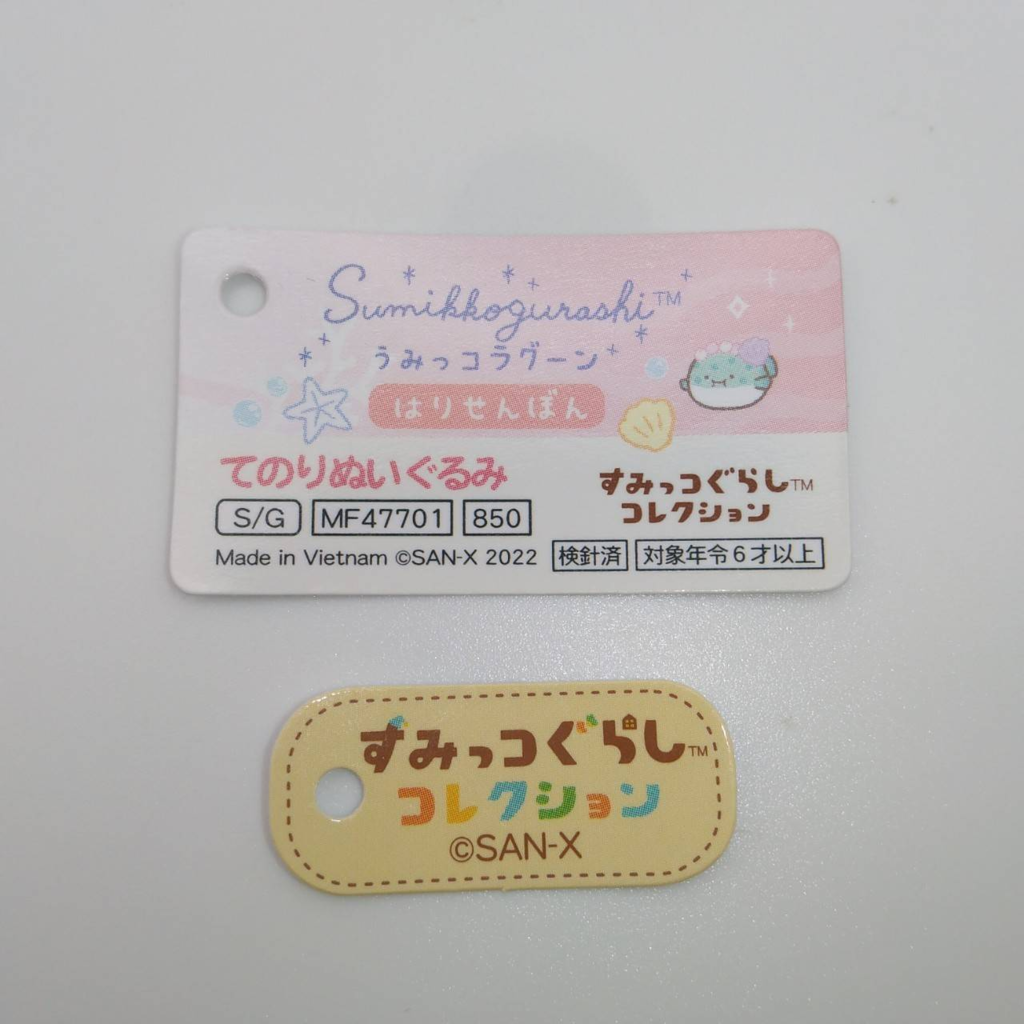 Sumikkogurashi™
うみっコラグーン
はりせんぼん
てのりぬいぐるみ
S/G MF47701 850
すみっコぐらし™
コレクション
Made in Vietnam ©SAN-X 2022 検針済 対象年令6才以上
すみっコぐらし™
コレクション
©SAN-X